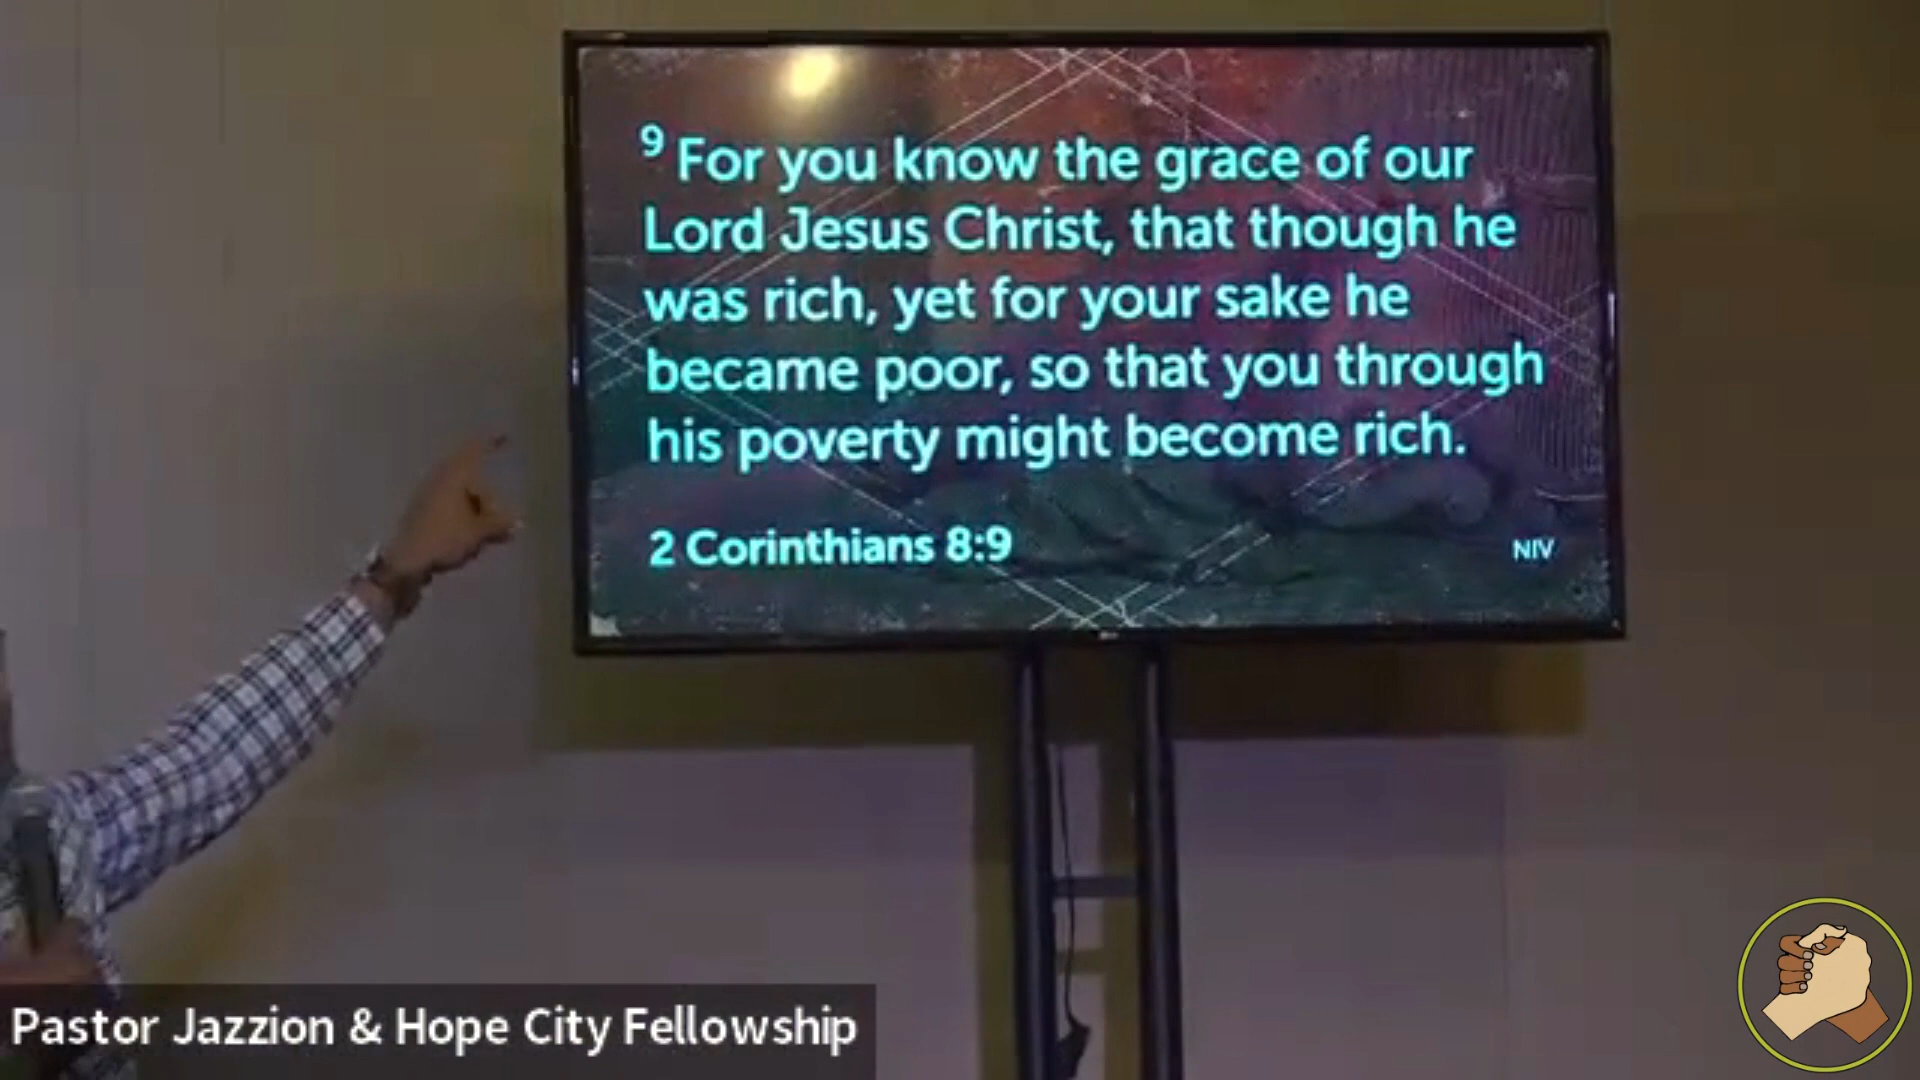 9 For you know the grace of our
Lord Jesus Christ, that though he
was rich, yet for your sake he
became poor, so that you through
his poverty might become rich.
2 Corinthians 8:9
NIV
Pastor Jazzion & Hope City Fellowship